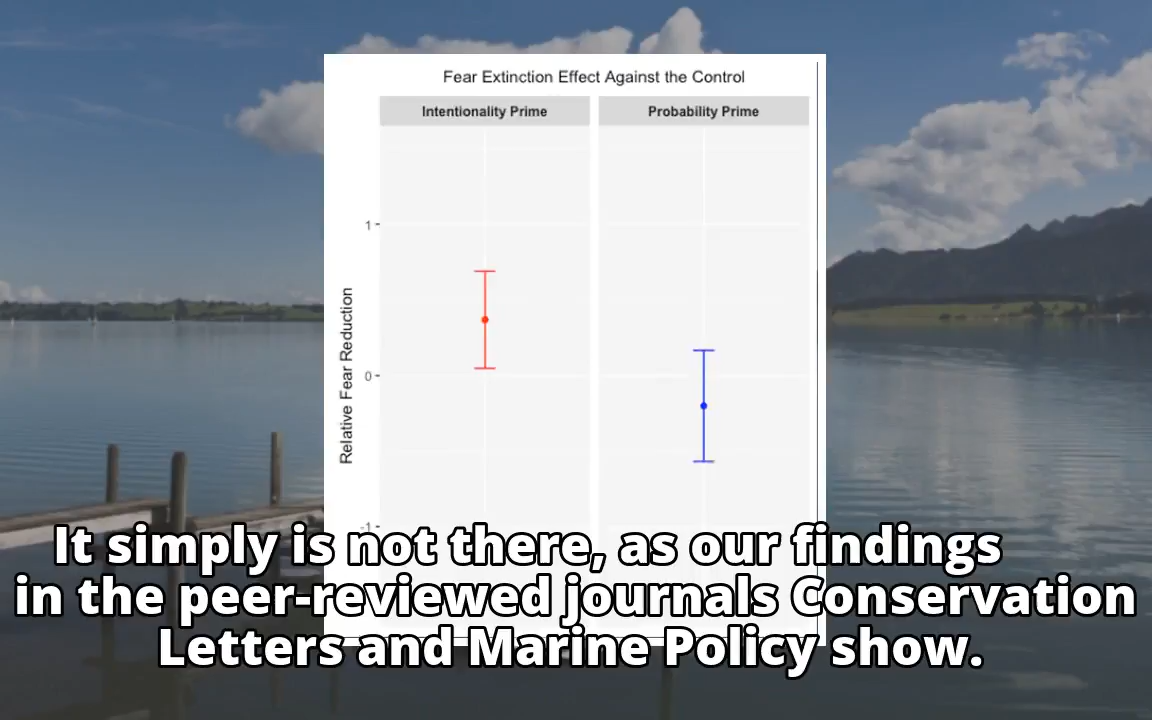 Fear Extinction Effect Against the Control
Intentionality Prime
Probability Prime
1
Relative Fear Reduction
0
-1
It simply is not there, as our findings
in the peer-reviewed journals Conservation
Letters and Marine Policy show.